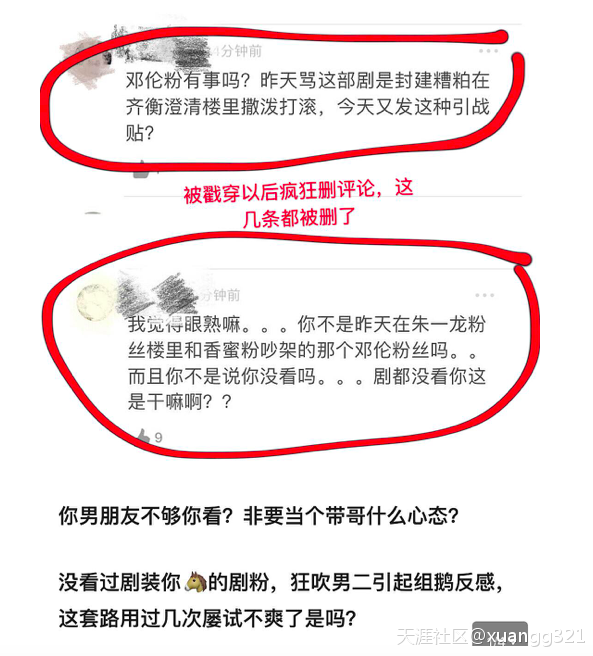 4分钟前
邓伦粉有事吗？昨天骂这部剧是封建糟粕在
齐衡澄清楼里撒泼打滚，今天又发这种引战
贴？
被戳穿以后疯狂删评论，这
几条都被删了
分钟前
我觉得眼熟嘛。。。你不是昨天在朱一龙粉
丝楼里和香蜜粉吵架的那个邓伦粉丝吗。。
而且你不是说你没看吗。。。剧都没看你这
是干嘛啊？？
9
你男朋友不够你看？非要当个带哥什么心态？
没看过剧装你🐴的剧粉，狂吹男二引起组鹅反感，
这套路用过几次屡试不爽了是吗？
天涯社区@xuangg321